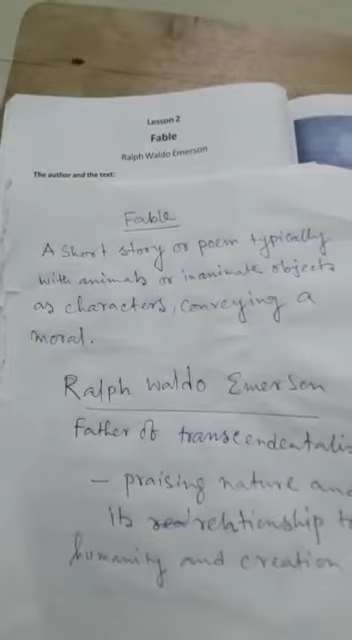 Lesson 2
Fable
Ralph Waldo Emerson
The author and the text:
Fable
A short story or poem typically
with animals or inanimate objects
as characters, conveying a
moral.
Ralph Waldo Emerson
Father of transcendentalis
– praising nature and
its reltionship to
humanity and creation